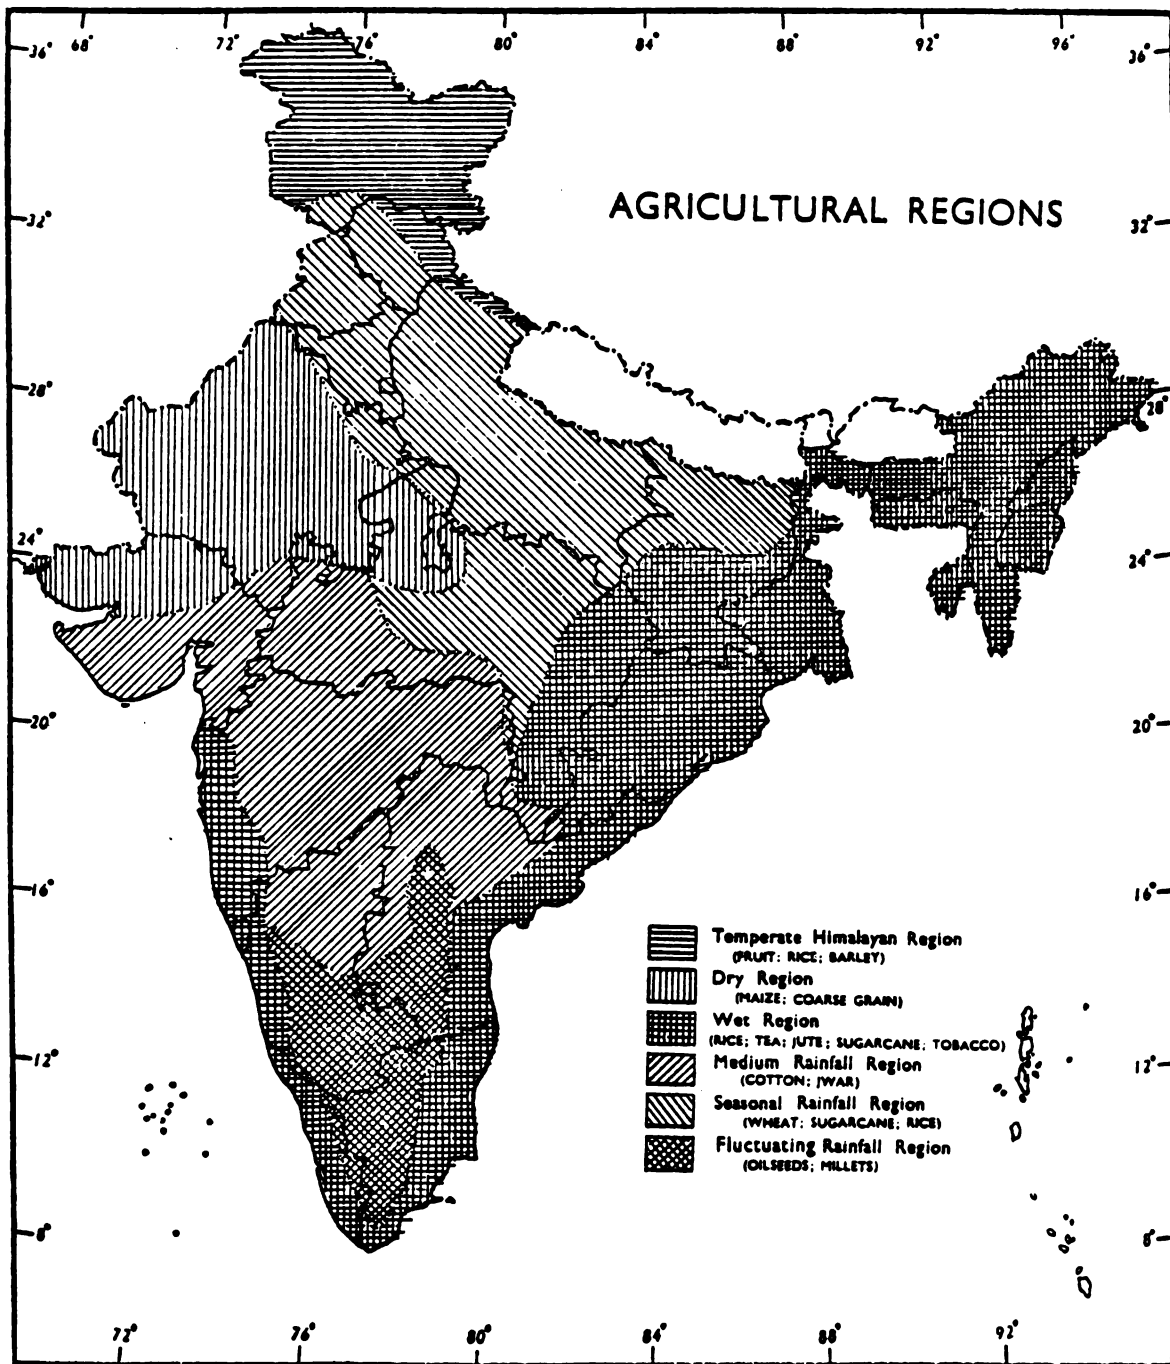 68° 72° 76° 80° 84° 88° 92° 96°
36° 36°
AGRICULTURAL REGIONS
32° 32°
28° 28°
24° 24°
20° 20°
16° 16°
Temperate Himalayan Region
(FRUIT; RICE; BARLEY)
Dry Region
(MAIZE; COARSE GRAIN)
Wet Region
(RICE; TEA; JUTE; SUGARCANE; TOBACCO)
12° 12°
Medium Rainfall Region
(COTTON; JWAR)
Seasonal Rainfall Region
(WHEAT; SUGARCANE; RICE)
Fluctuating Rainfall Region
(OILSEEDS; MILLETS)
8° 8°
72° 76° 80° 84° 88° 92°